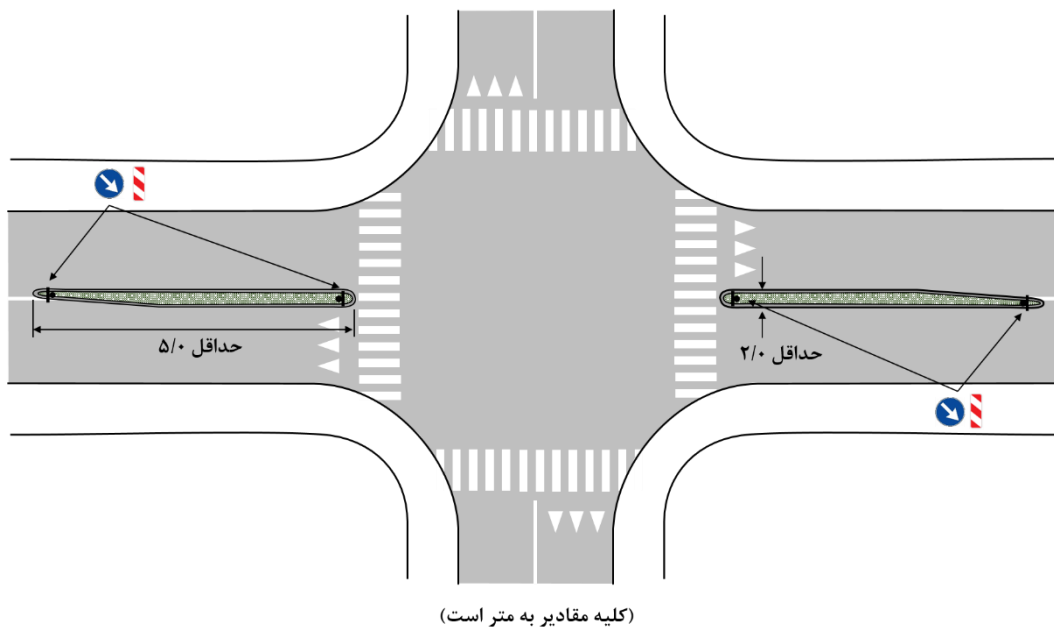 حداقل ۵/۰
حداقل ۲/۰
(کلیه مقادیر به متر است)